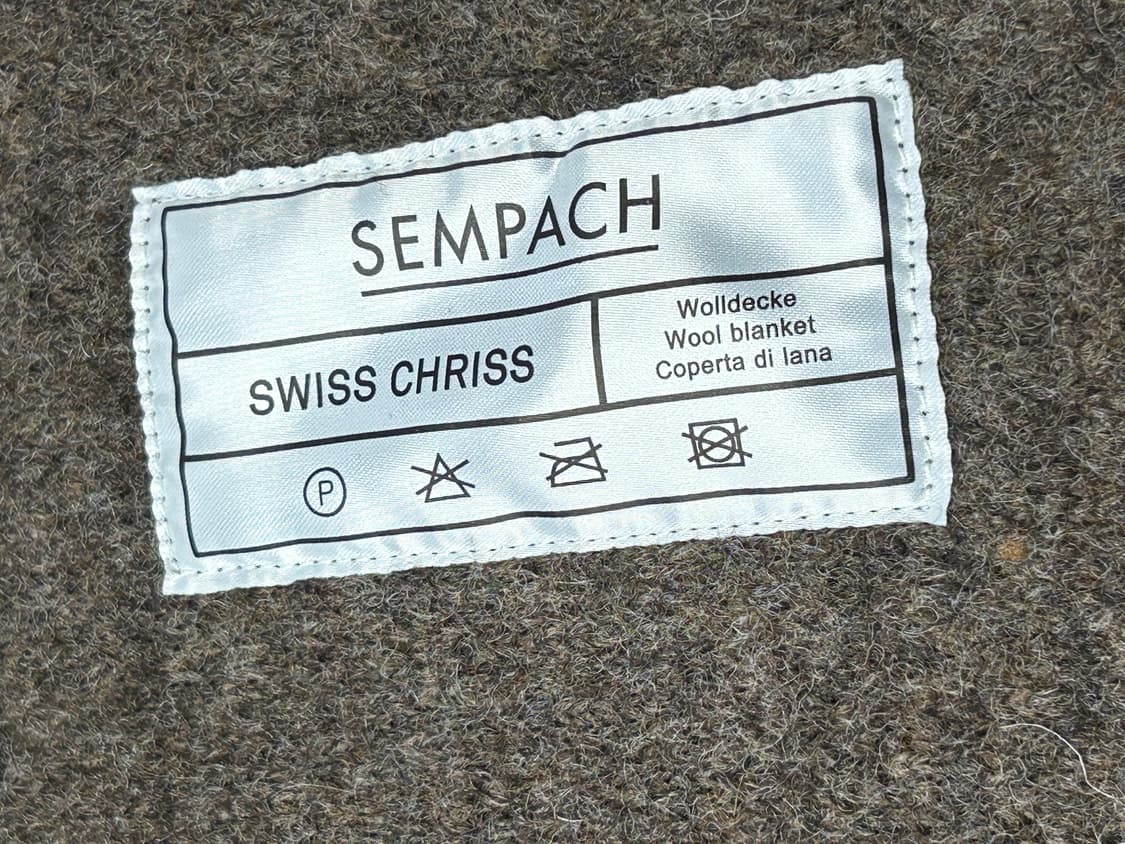 SEMPACH
SWISS CHRISS
Wolldecke
Wool blanket
Coperta di lana
P